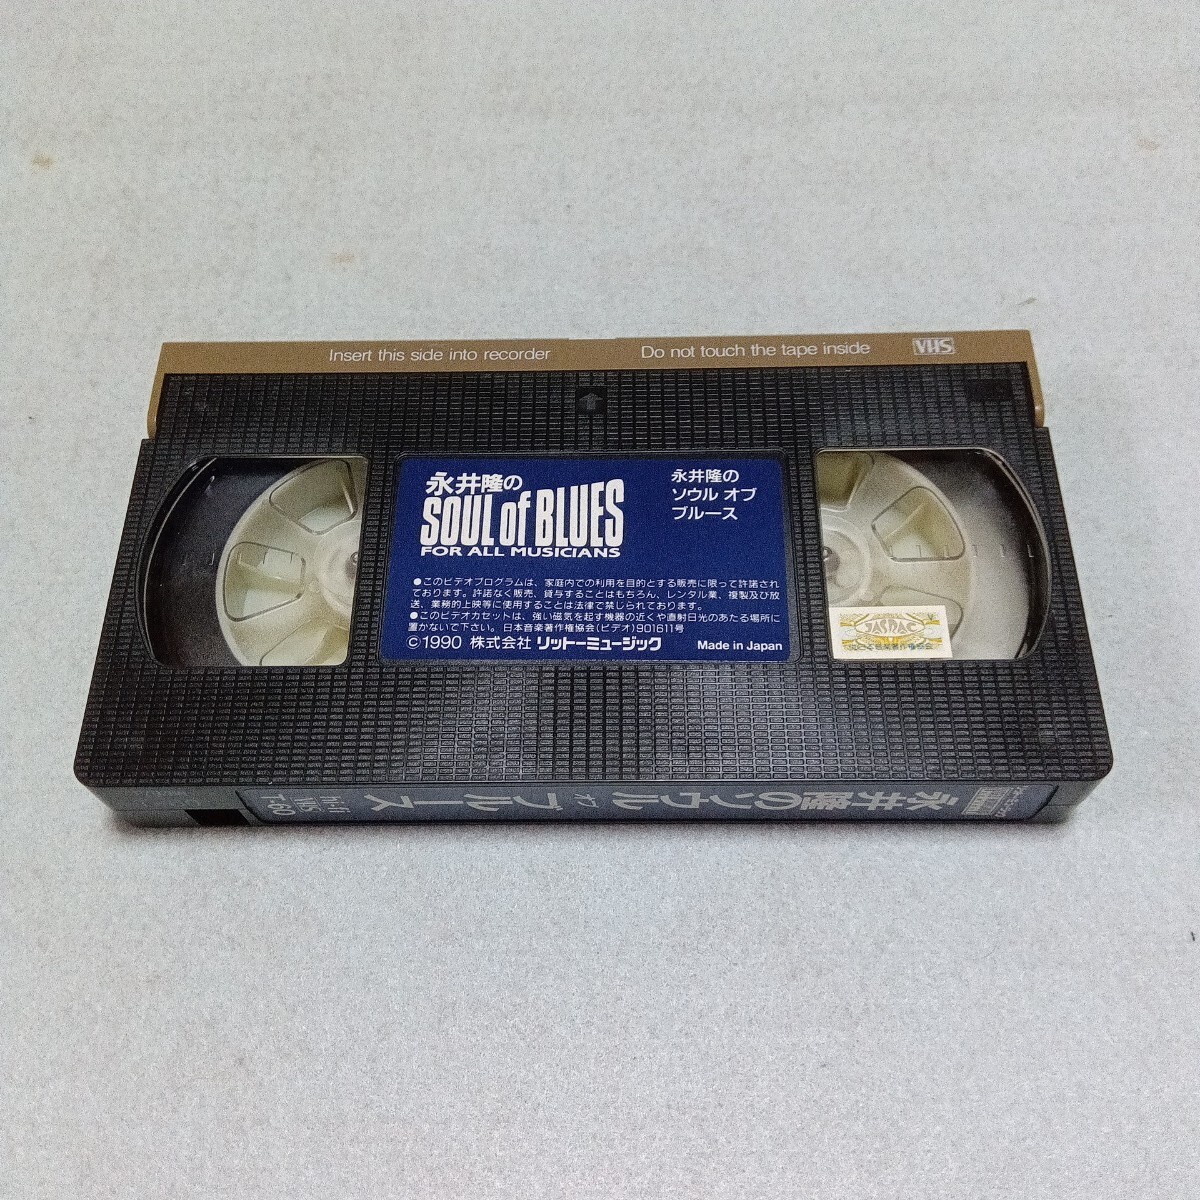 Insert this side into recorder
Do not touch the tape inside
VHS
永井隆の
SOUL of BLUES
FOR ALL MUSICIANS
永井隆の
ソウル オブ
ブルース
●このビデオプログラムは、家庭内での利用を目的とする販売に限って許諾され
ております。許諾なく販売、貸与することはもちろん、レンタル業、複製及び放
送、業務的上映等に使用することは法律で禁じられております。
●このビデオカセットは、強い磁気を起す機器の近くや直射日光のあたる場所に
置かないで下さい。日本音楽著作権協会(ビデオ)901611号
©1990 株式会社 リットーミュージック
Made in Japan
JASRAC
永井隆のソウル オブ ブルース
hi-fi
VHS
T-60